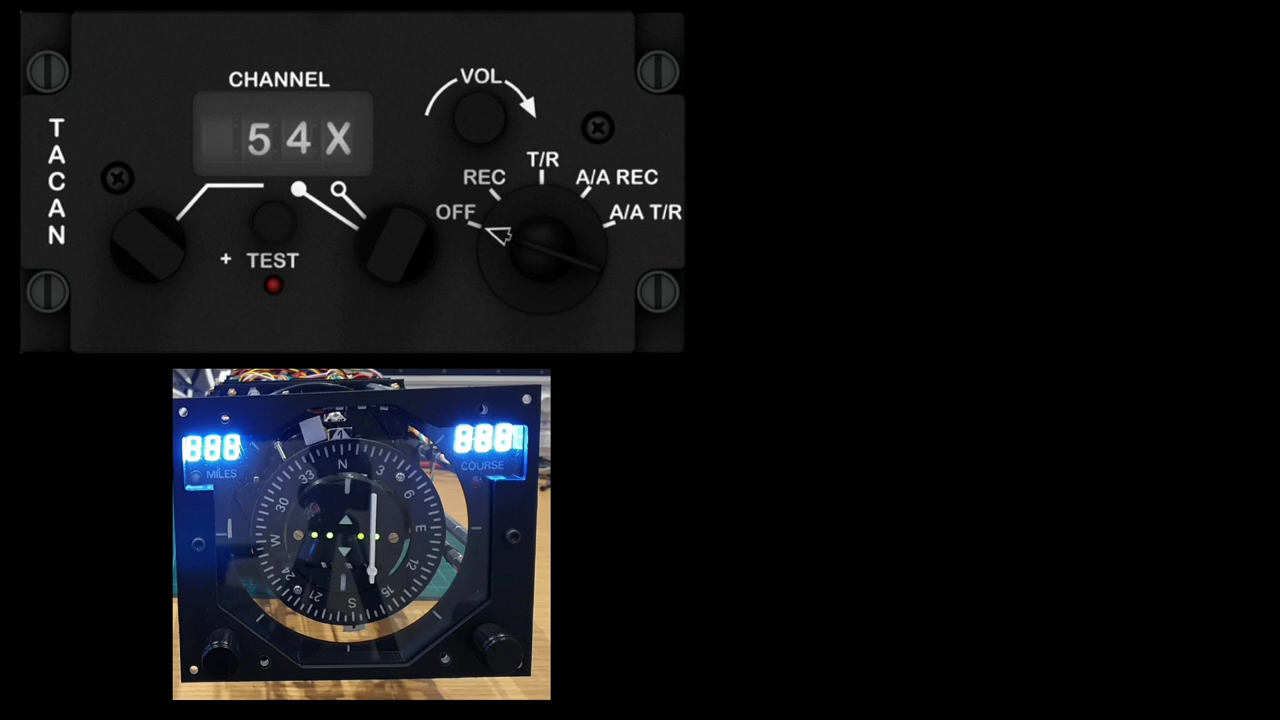 CHANNEL
VOL
TACAN
54X
T/R
REC
A/A REC
OFF
A/A T/R
+ TEST
888
888
MILES
COURSE
N
33
3
30
6
W
E
24
12
21
15
S